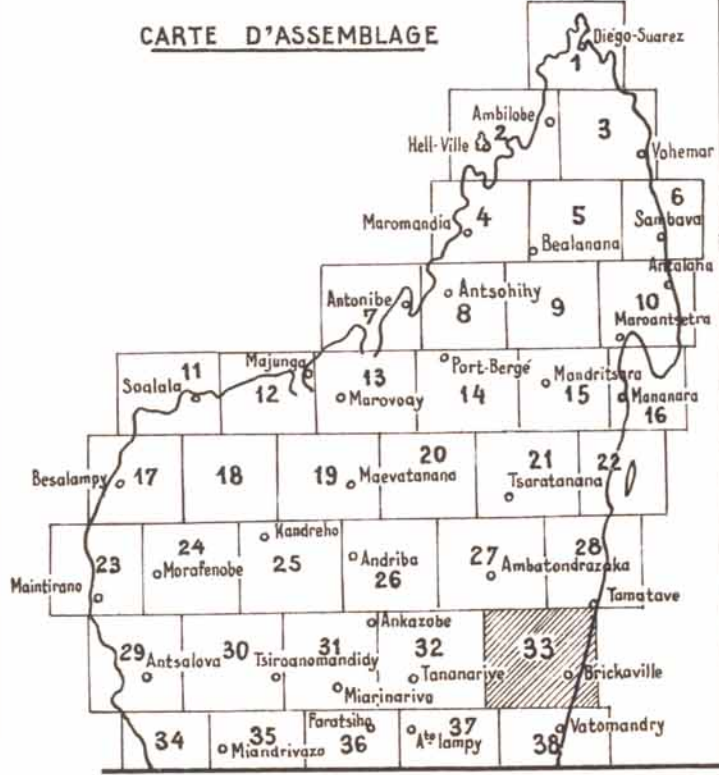 CARTE D'ASSEMBLAGE
Diégo-Suarez
1
Ambilobe
2
3
Hell-Ville
Vohemar
6
4
5
Sambava
Maromandia
Bealanana
Antalaha
Antonibe
Antsohihy
7
8
9
10
Maroantsetra
11
Majunga
13
Port-Bergé
Soalala
12
Marovoay
14
Mandritsara
15
Mananara
16
20
Besalampy
17
18
19
Maevatanana
21
22
Tsaratanana
Kandreho
23
24
25
Andriba
27
28
Morafenobe
26
Ambatondrazaka
Maintirano
Tamatave
Ankazobe
29
30
31
32
33
Antsalova
Tsiroanomandidy
Tananarive
Brickaville
Miarinarivo
Faratsiho
34
35
36
Ato lampy
37
Vatomandry
Miandrivazo
38